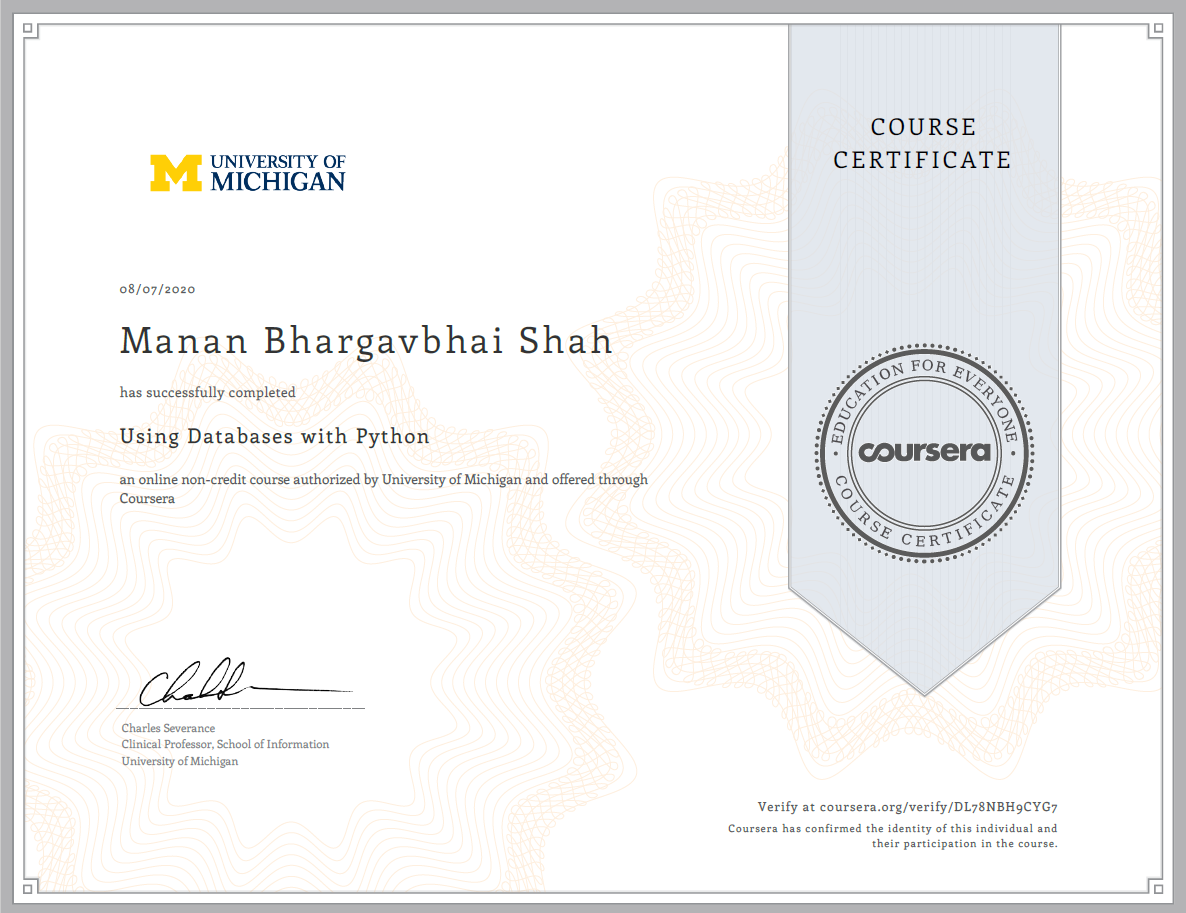 COURSE
CERTIFICATE
UNIVERSITY OF
MICHIGAN
08/07/2020
Manan Bhargavbhai Shah
has successfully completed
Using Databases with Python
an online non-credit course authorized by University of Michigan and offered through
Coursera
EDUCATION FOR EVERYONE
coursera
COURSE CERTIFICATE
Charles Severance
Clinical Professor, School of Information
University of Michigan
Verify at coursera.org/verify/DL78NBH9CYG7
Coursera has confirmed the identity of this individual and
their participation in the course.